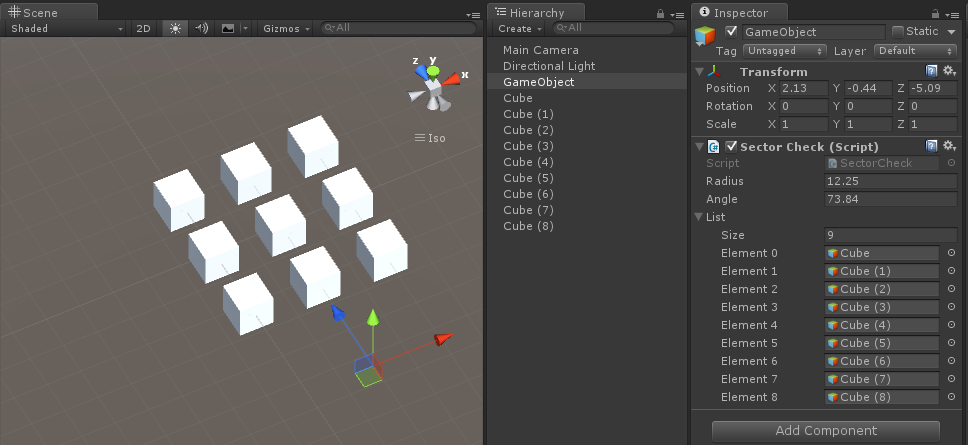 Scene
Shaded
2D
Gizmos
All
y
z
x
Iso
Hierarchy
Create
All
Main Camera
Directional Light
GameObject
Cube
Cube (1)
Cube (2)
Cube (3)
Cube (4)
Cube (5)
Cube (6)
Cube (7)
Cube (8)
Inspector
GameObject Static
Tag Untagged Layer Default
Transform
Position X 2.13 Y -0.44 Z -5.09
Rotation X 0 Y 0 Z 0
Scale X 1 Y 1 Z 1
Sector Check (Script)
Script SectorCheck
Radius 12.25
Angle 73.84
List
Size 9
Element 0 Cube
Element 1 Cube (1)
Element 2 Cube (2)
Element 3 Cube (3)
Element 4 Cube (4)
Element 5 Cube (5)
Element 6 Cube (6)
Element 7 Cube (7)
Element 8 Cube (8)
Add Component